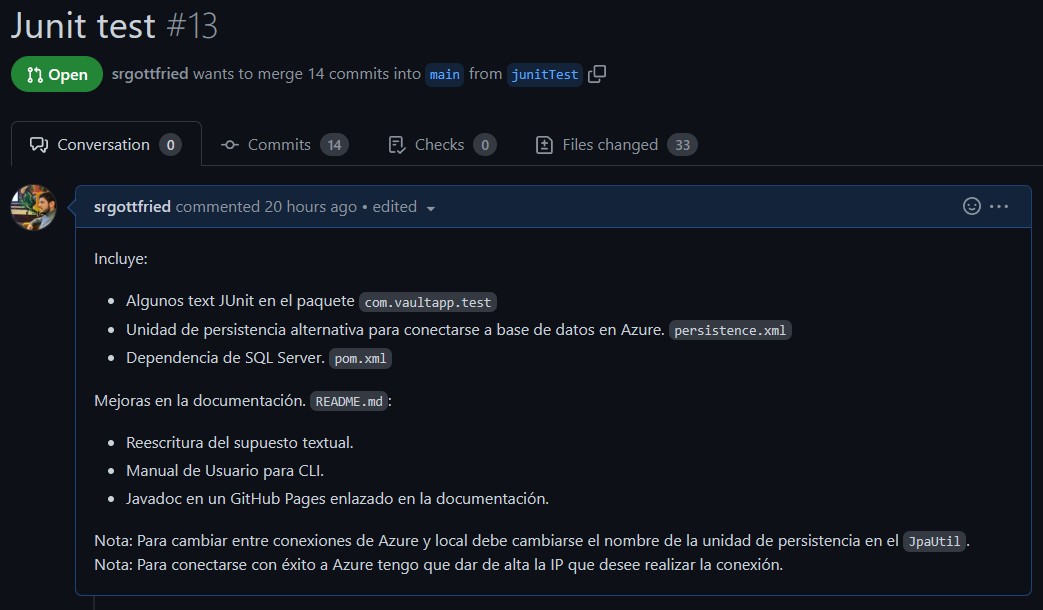 Junit test #13
Open srgottfried wants to merge 14 commits into main from junitTest
Conversation 0 Commits 14 Checks 0 Files changed 33
srgottfried commented 20 hours ago • edited
Incluye:
• Algunos text JUnit en el paquete com.vaultapp.test
• Unidad de persistencia alternativa para conectarse a base de datos en Azure. persistence.xml
• Dependencia de SQL Server. pom.xml
Mejoras en la documentación. README.md:
• Reescritura del supuesto textual.
• Manual de Usuario para CLI.
• Javadoc en un GitHub Pages enlazado en la documentación.
Nota: Para cambiar entre conexiones de Azure y local debe cambiarse el nombre de la unidad de persistencia en el JpaUtil.
Nota: Para conectarse con éxito a Azure tengo que dar de alta la IP que desee realizar la conexión.